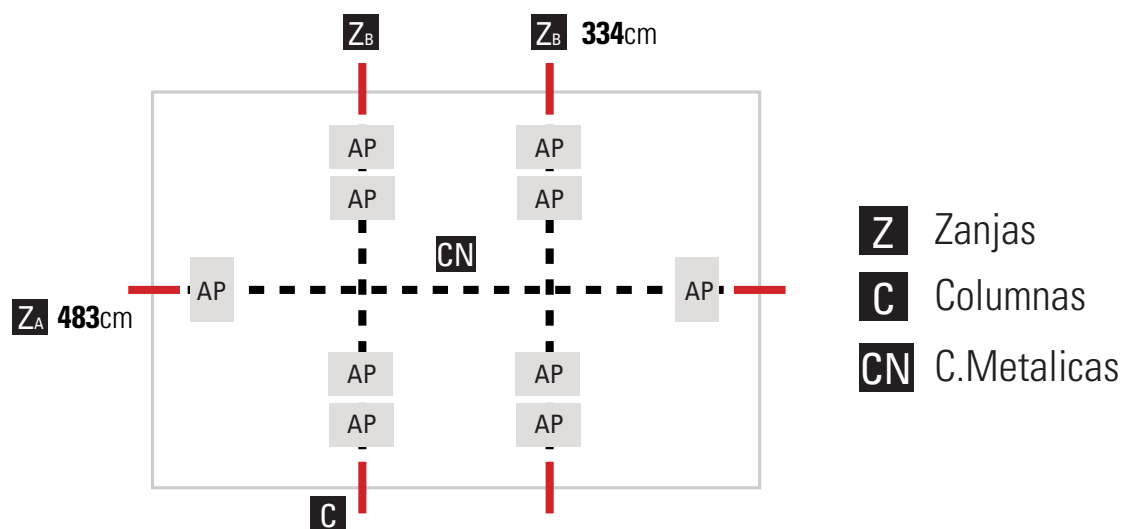 ZB ZB 334cm
AP AP
AP AP
CN
AP AP
ZA 483cm
AP AP
AP AP
C
Z Zanjas
C Columnas
CN C.Metalicas